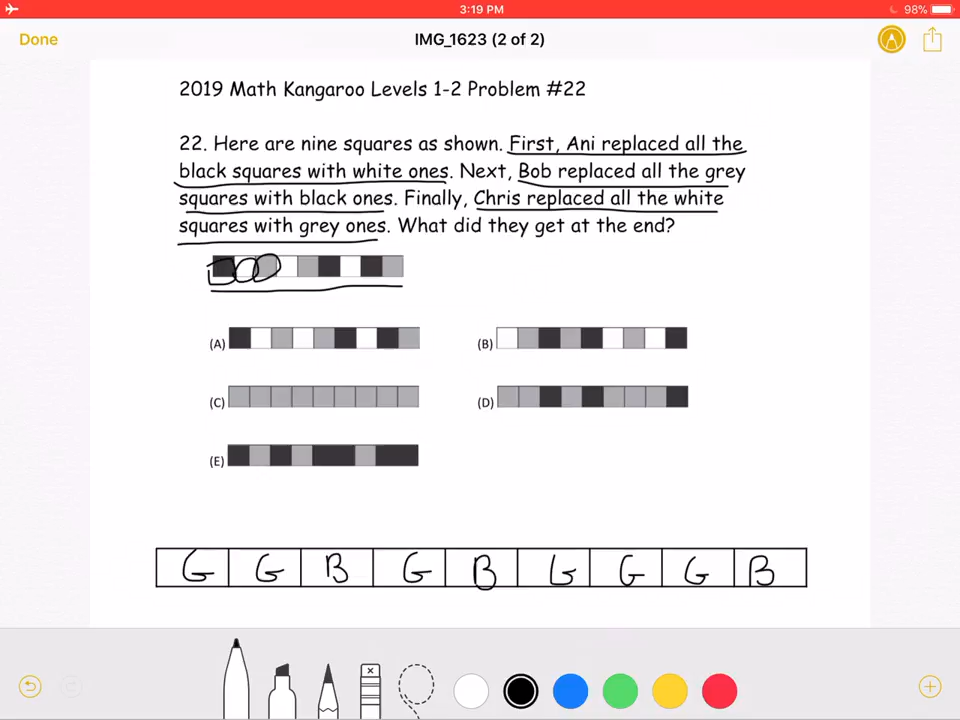 3:19 PM
98%
Done
IMG_1623 (2 of 2)
2019 Math Kangaroo Levels 1-2 Problem #22
22. Here are nine squares as shown. First, Ani replaced all the
black squares with white ones. Next, Bob replaced all the grey
squares with black ones. Finally, Chris replaced all the white
squares with grey ones. What did they get at the end?
(A)
(B)
(C)
(D)
(E)
G G B G B G G G B